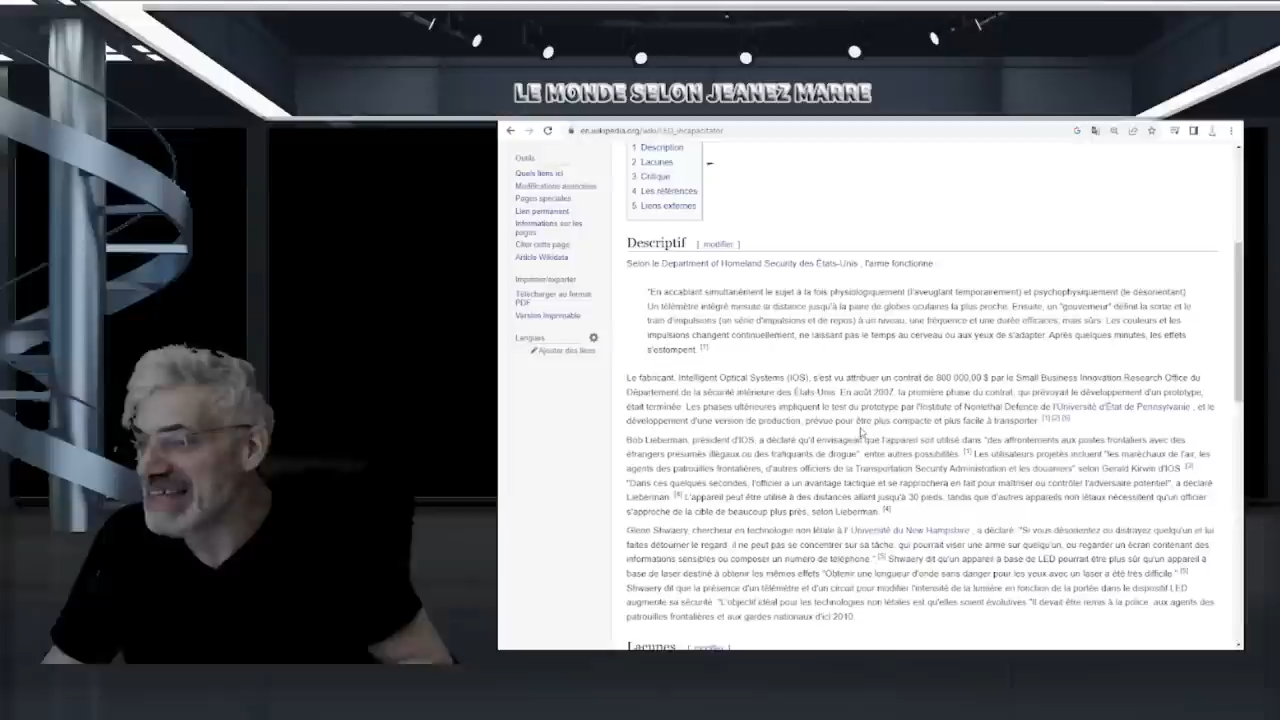 LE MONDE SELON JEANEZ MARRE
en.wikipedia.org/wiki/LED_incapacitator
Outils
Quels liens ici
Modifications associées
Pages spéciales
Lien permanent
Informations sur les
pages
Citer cette page
Article Wikidata
Imprimer/exporter
Télécharger au format
PDF
Version imprimable
Langues
Ajouter des liens
1 Description
2 Lacunes
3 Critique
4 Les références
5 Liens externes
Descriptif [ modifier ]
Selon le Department of Homeland Security des États-Unis , l'arme fonctionne
"En accablant simultanément le sujet à la fois physiologiquement (l'aveuglant temporairement) et psychophysiquement (le désorientant)
Un télémètre intégré mesure la distance jusqu'à la paire de globes oculaires la plus proche. Ensuite, un "gouverneur" définit la sortie et le
train d'impulsions (un série d'impulsions et de repos) à un niveau, une fréquence et une durée efficaces, mais sûrs. Les couleurs et les
impulsions changent continuellement, ne laissant pas le temps au cerveau ou aux yeux de s'adapter. Après quelques minutes, les effets
s'estompent. [1]
Le fabricant, Intelligent Optical Systems (IOS), s'est vu attribuer un contrat de 800 000,00 $ par le Small Business Innovation Research Office du
Département de la sécurité intérieure des États-Unis. En août 2007, la première phase du contrat, qui prévoyait le développement d'un prototype,
était terminée. Les phases ultérieures impliquent le test du prototype par l'Institute of Nonlethal Defence de l'Université d'État de Pennsylvanie , et le
développement d'une version de production, prévue pour être plus compacte et plus facile à transporter. [1] [2] [3]
Bob Lieberman, président d'IOS, a déclaré qu'il envisageait que l'appareil soit utilisé dans "des affrontements aux postes frontaliers avec des
étrangers présumés illégaux ou des trafiquants de drogue", entre autres possibilités. [1] Les utilisateurs projetés incluent "les maréchaux de l'air, les
agents des patrouilles frontalières, d'autres officiers de la Transportation Security Administration et les douaniers" selon Gerald Kirwin d'IOS. [3]
"Dans ces quelques secondes, l'officier a un avantage tactique et se rapprochera en fait pour maîtriser ou contrôler l'adversaire potentiel", a déclaré
Lieberman. [4] L'appareil peut être utilisé à des distances allant jusqu'à 30 pieds, tandis que d'autres appareils non létaux nécessitent qu'un officier
s'approche de la cible de beaucoup plus près, selon Lieberman. [4]
Glenn Shwaery, chercheur en technologie non létale à l' Université du New Hampshire , a déclaré: "Si vous désorientez ou distrayez quelqu'un et lui
faites détourner le regard, il ne peut pas se concentrer sur sa tâche, qui pourrait viser une arme sur quelqu'un, ou regarder un écran contenant des
informations sensibles ou composer un numéro de téléphone." [5] Shwaery dit qu'un appareil à base de LED pourrait être plus sûr qu'un appareil à
base de laser destiné à obtenir les mêmes effets "Obtenir une longueur d'onde sans danger pour les yeux avec un laser a été très difficile." [5]
Shwaery dit que la présence d'un télémètre et d'un circuit pour modifier l'intensité de la lumière en fonction de la portée dans le dispositif LED
augmente sa sécurité. "L'objectif idéal pour les technologies non létales est qu'elles soient évolutives "Il devait être remis à la police, aux agents des
patrouilles frontalières et aux gardes nationaux d'ici 2010.
Lacunes [ modifier ]